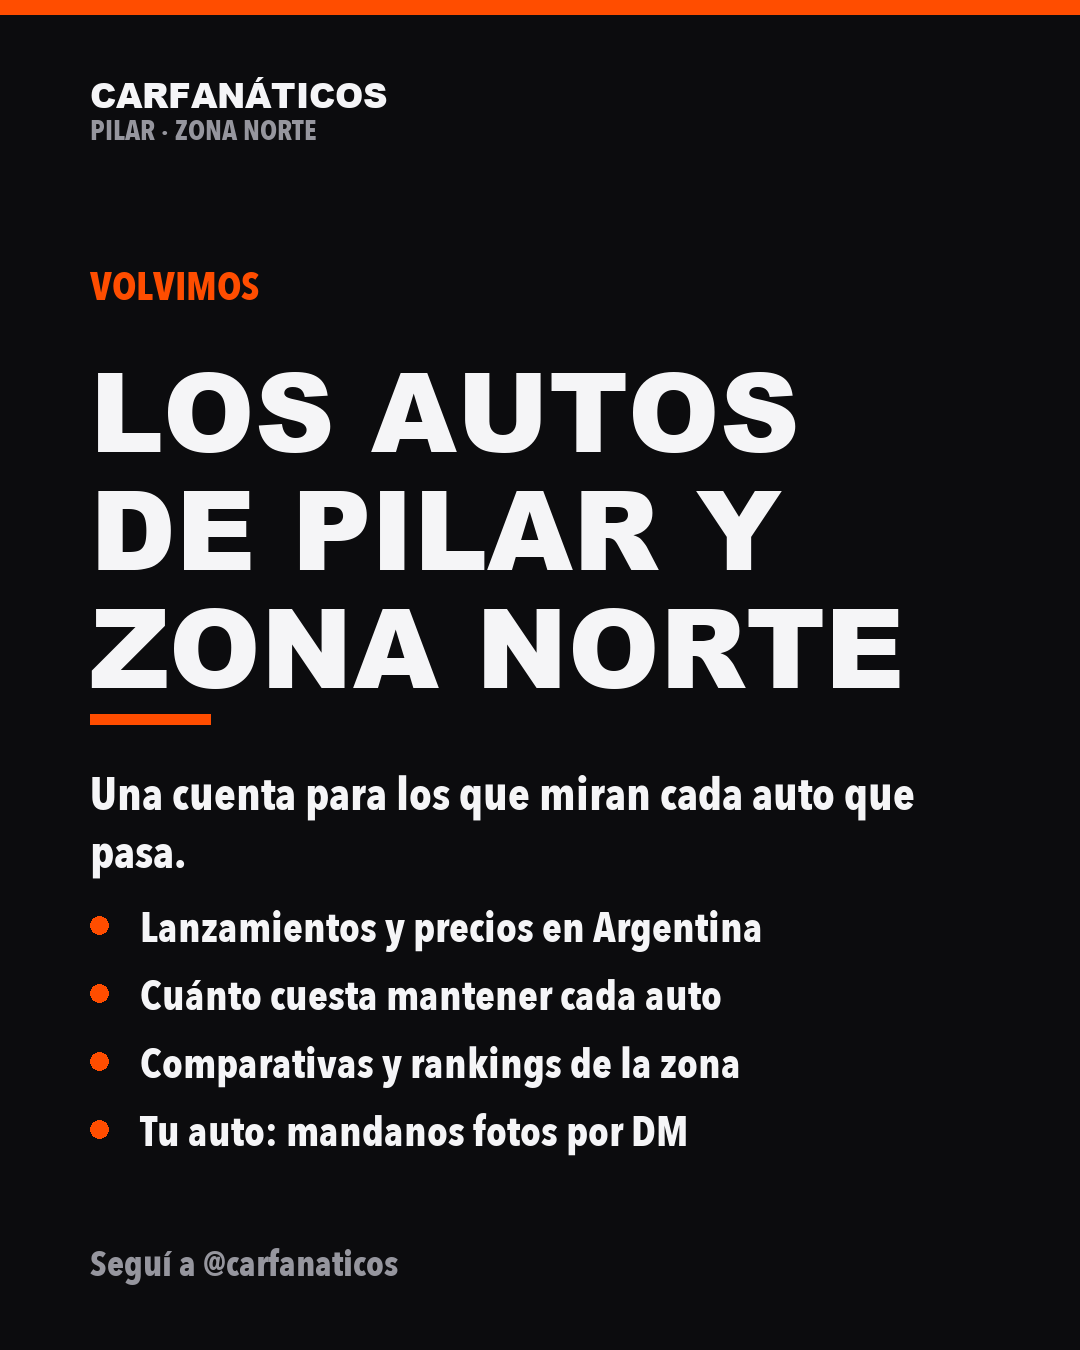 CARFANÁTICOS
PILAR · ZONA NORTE
VOLVIMOS
LOS AUTOS
DE PILAR Y
ZONA NORTE
Una cuenta para los que miran cada auto que
pasa.
Lanzamientos y precios en Argentina
Cuánto cuesta mantener cada auto
Comparativas y rankings de la zona
Tu auto: mandanos fotos por DM
Seguí a @carfanaticos